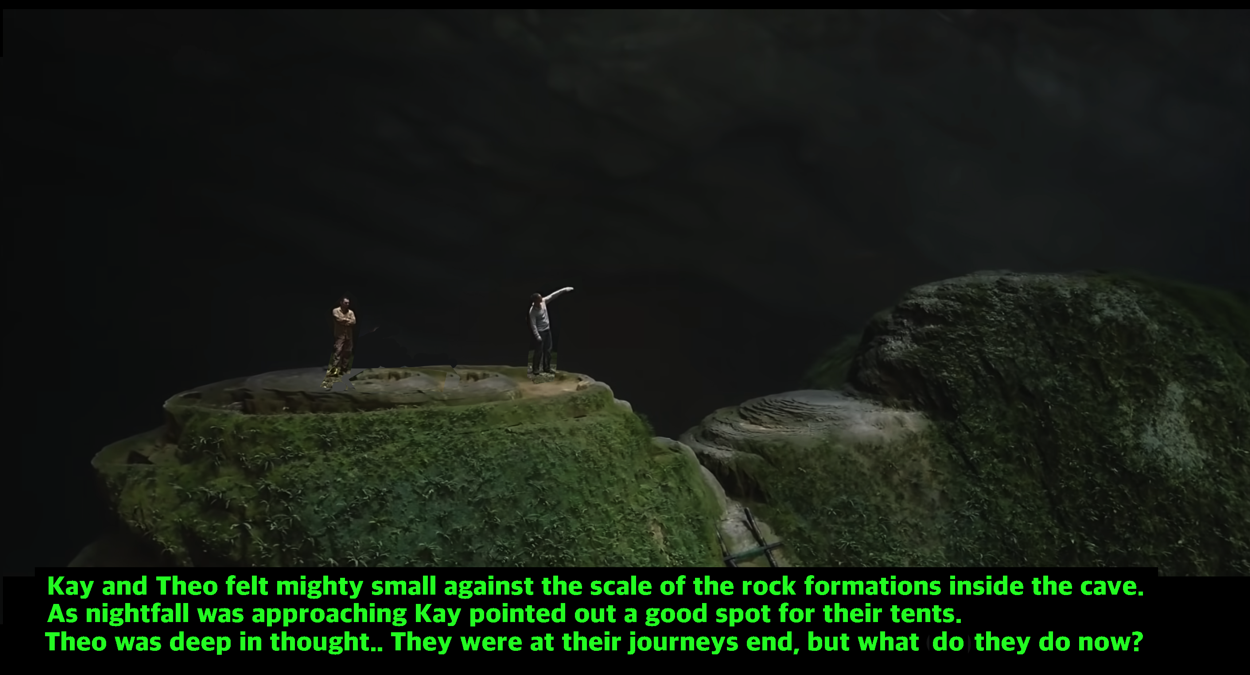 Kay and Theo felt mighty small against the scale of the rock formations inside the cave.
As nightfall was approaching Kay pointed out a good spot for their tents.
Theo was deep in thought.. They were at their journeys end, but what do they do now?